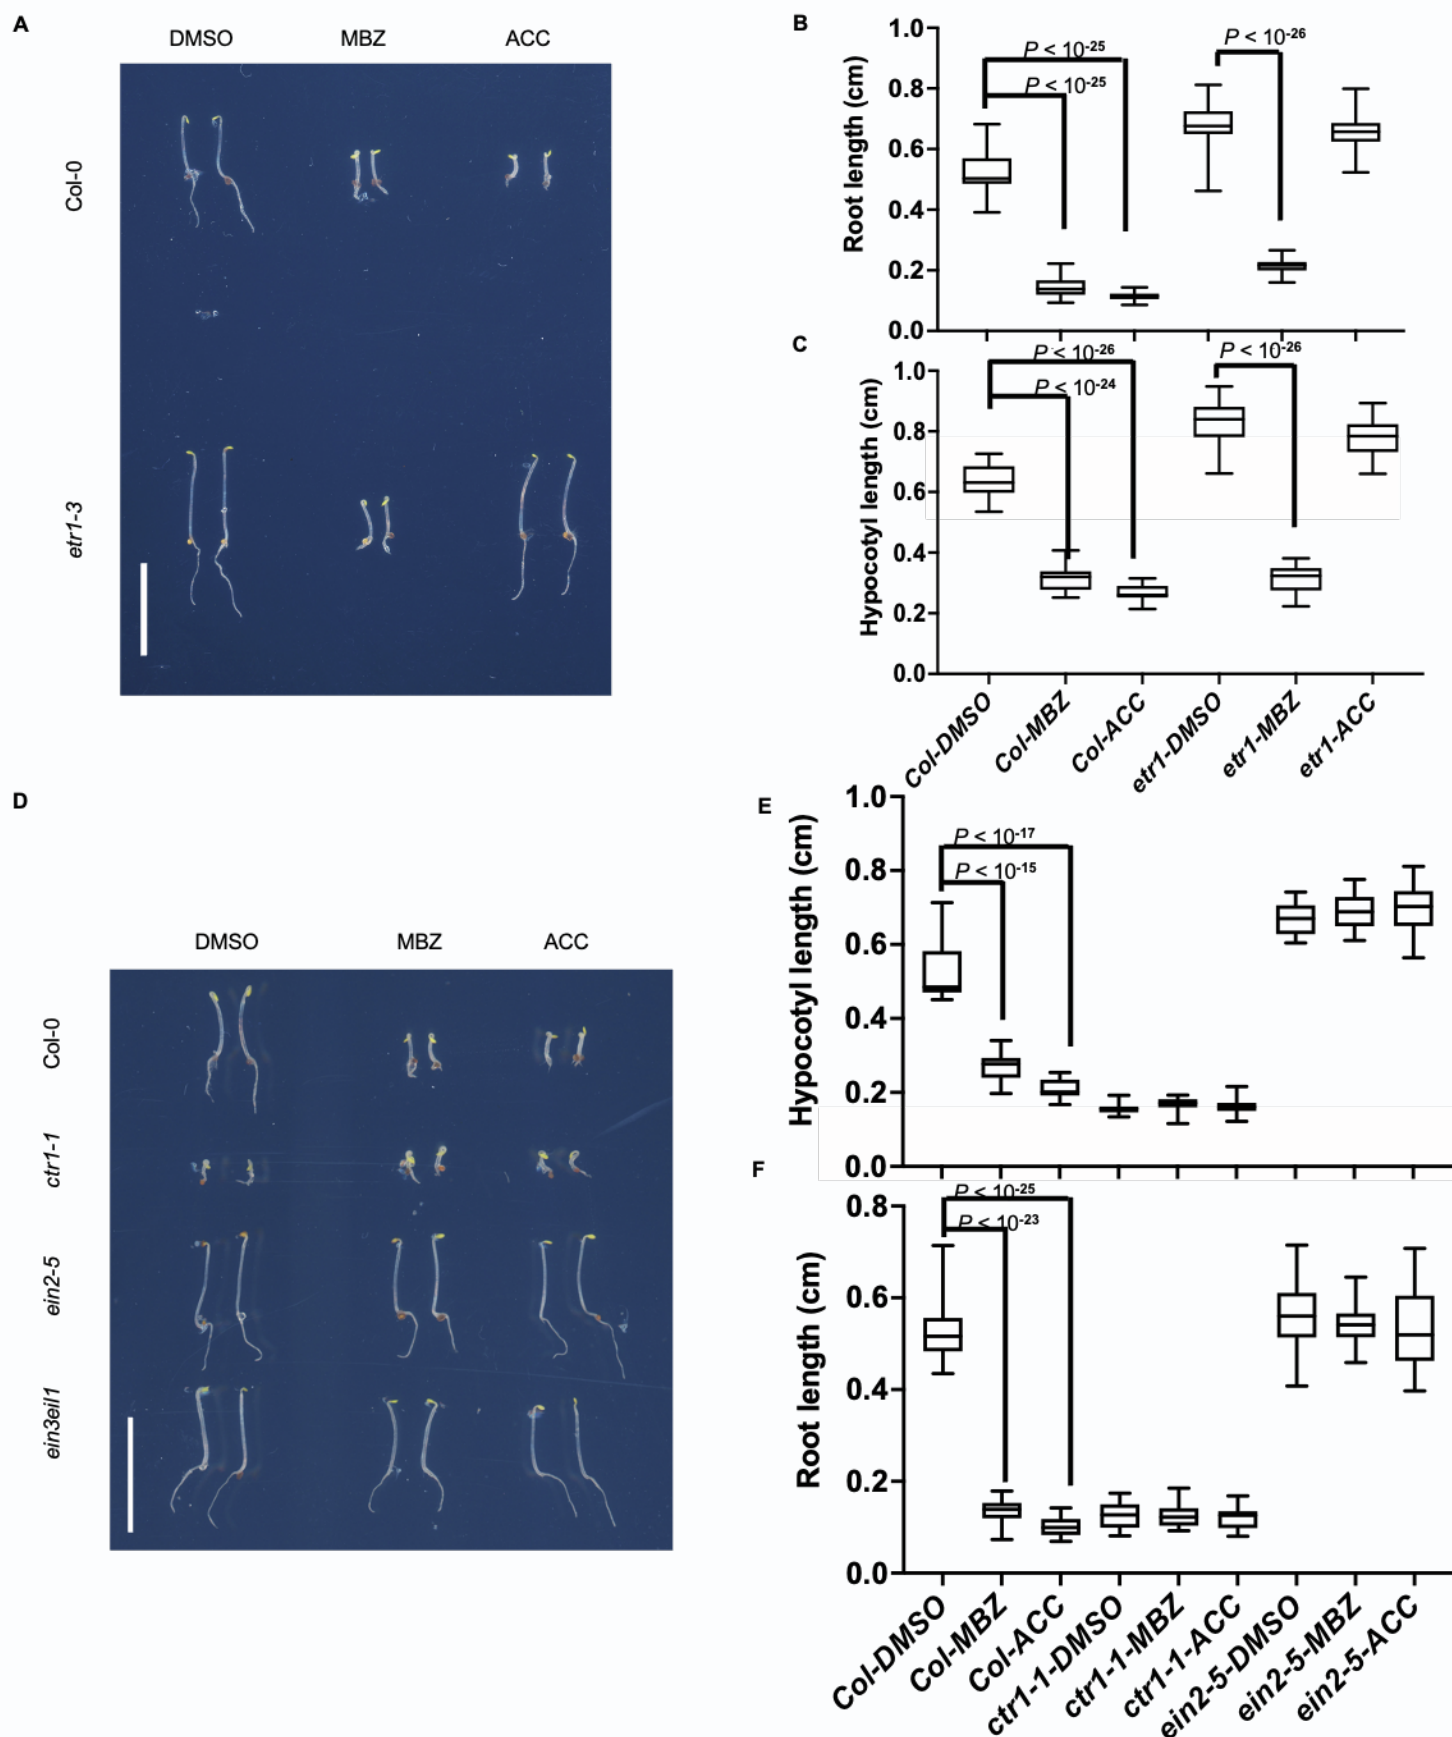 A
DMSO MBZ ACC
Col-0
etr1-3
B
Root length (cm)
1.0
0.8
0.6
0.4
0.2
0.0
P < 10-25
P < 10-25
P < 10-26
C
Hypocotyl length (cm)
1.0
0.8
0.6
0.4
0.2
0.0
P < 10-26
P < 10-24
P < 10-26
Col-DMSO
Col-MBZ
Col-ACC
etr1-DMSO
etr1-MBZ
etr1-ACC
D
DMSO MBZ ACC
Col-0
ctr1-1
ein2-5
ein3eil1
E
Hypocotyl length (cm)
1.0
0.8
0.6
0.4
0.2
0.0
P < 10-17
P < 10-15
F
Root length (cm)
0.8
0.6
0.4
0.2
0.0
P < 10-25
P < 10-23
Col-DMSO
Col-MBZ
Col-ACC
ctr1-1-DMSO
ctr1-1-MBZ
ctr1-1-ACC
ein2-5-DMSO
ein2-5-MBZ
ein2-5-ACC